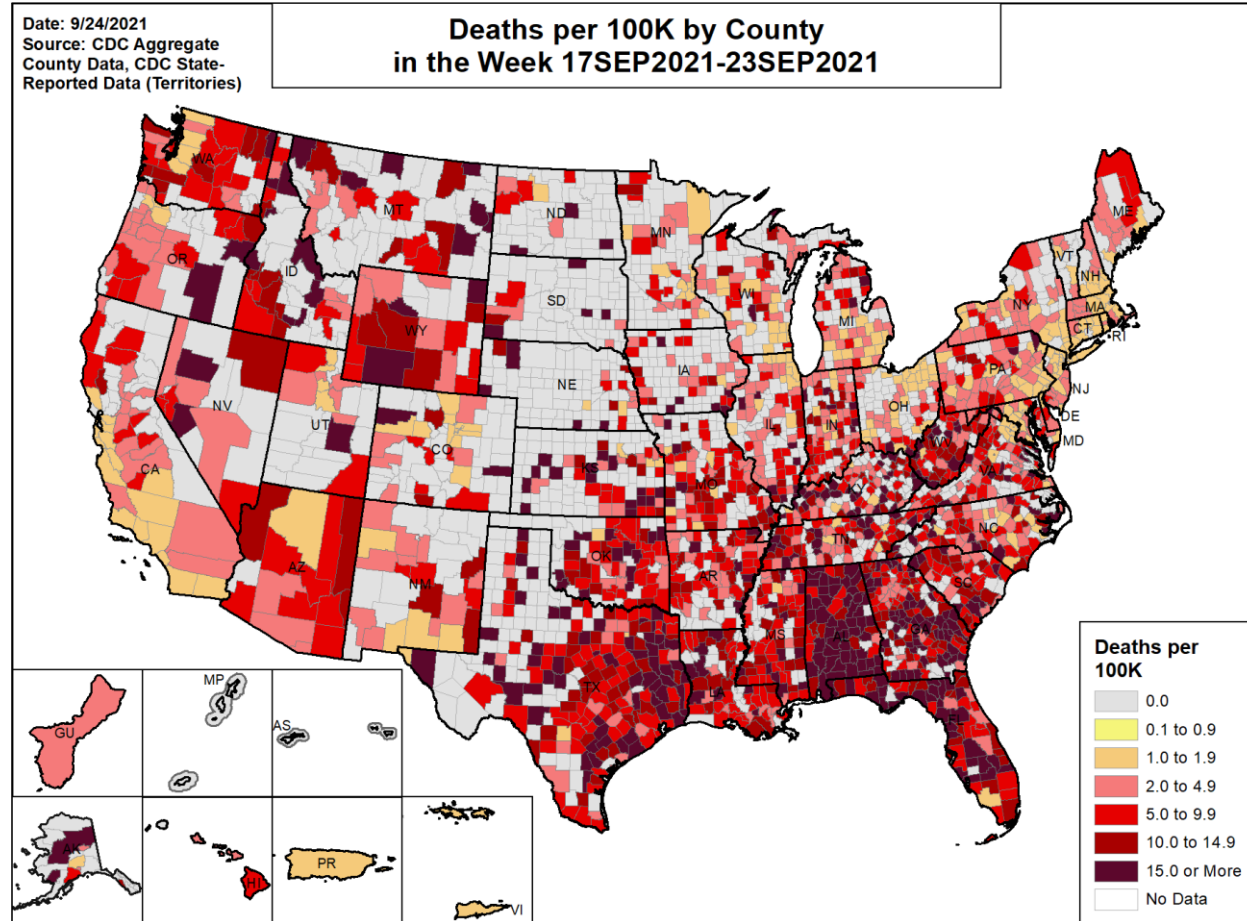 Date: 9/24/2021
Source: CDC Aggregate
County Data, CDC State-
Reported Data (Territories)
Deaths per 100K by County
in the Week 17SEP2021-23SEP2021
WA
MT
ND
MN
ME
OR
ID
SD
WI
VT
NH
NY
MA
MI
CT
RI
WY
IA
NE
PA
NJ
NV
UT
CO
IL
IN
OH
DE
MD
WV
VA
CA
KS
MO
KY
NC
TN
AZ
NM
OK
AR
SC
MS
AL
GA
TX
LA
FL
GU
MP
AS
AK
HI
PR
VI
Deaths per
100K
0.0
0.1 to 0.9
1.0 to 1.9
2.0 to 4.9
5.0 to 9.9
10.0 to 14.9
15.0 or More
No Data